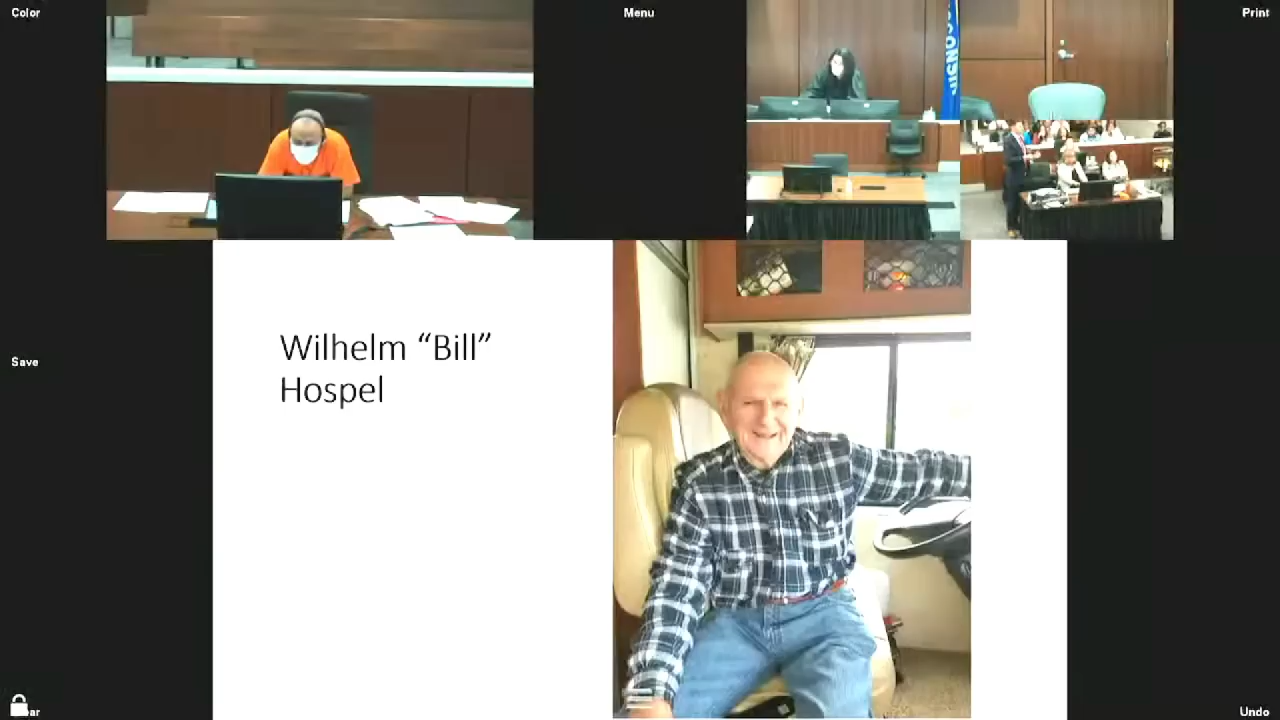 Color
Menu
Print
Wilhelm “Bill”
Hospel
Save
Undo